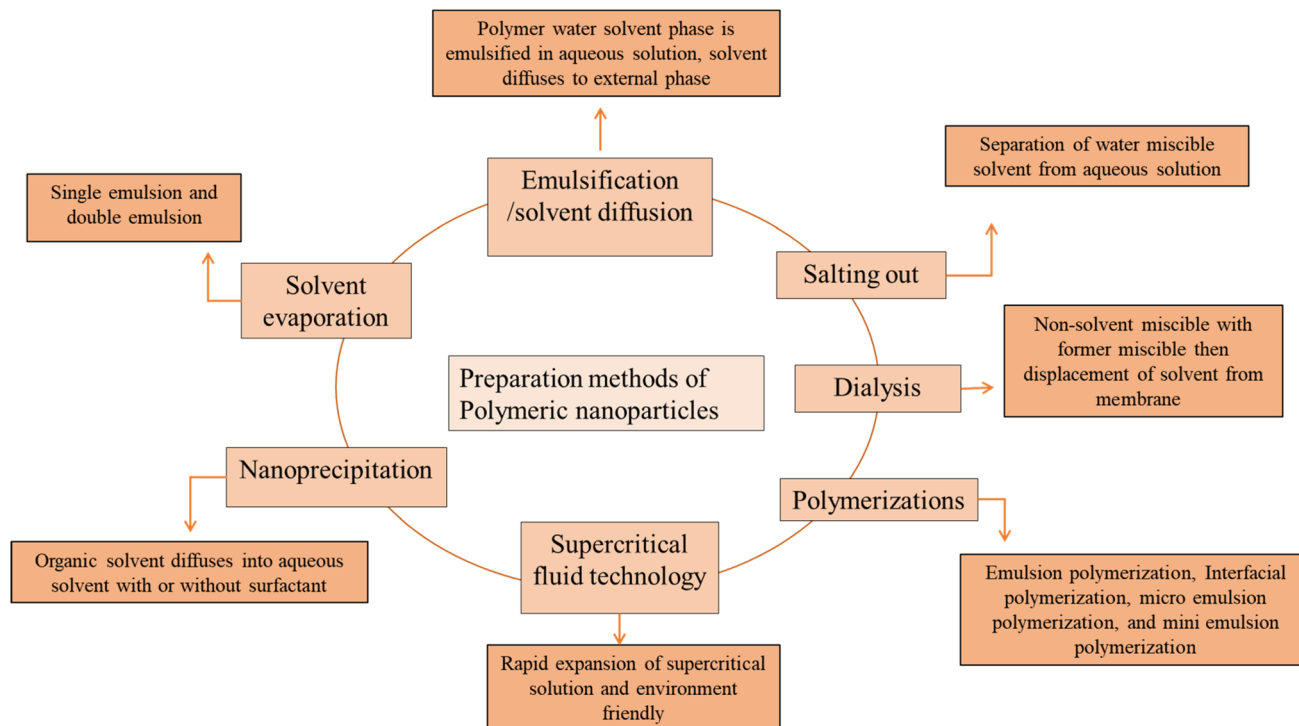 Polymer water solvent phase is
emulsified in aqueous solution, solvent
diffuses to external phase
Separation of water miscible
solvent from aqueous solution
Single emulsion and
double emulsion
Emulsification
/solvent diffusion
Salting out
Solvent
evaporation
Non-solvent miscible with
former miscible then
displacement of solvent from
membrane
Preparation methods of
Polymeric nanoparticles
Dialysis
Nanoprecipitation
Polymerizations
Supercritical
fluid technology
Organic solvent diffuses into aqueous
solvent with or without surfactant
Emulsion polymerization, Interfacial
polymerization, micro emulsion
polymerization, and mini emulsion
polymerization
Rapid expansion of supercritical
solution and environment
friendly